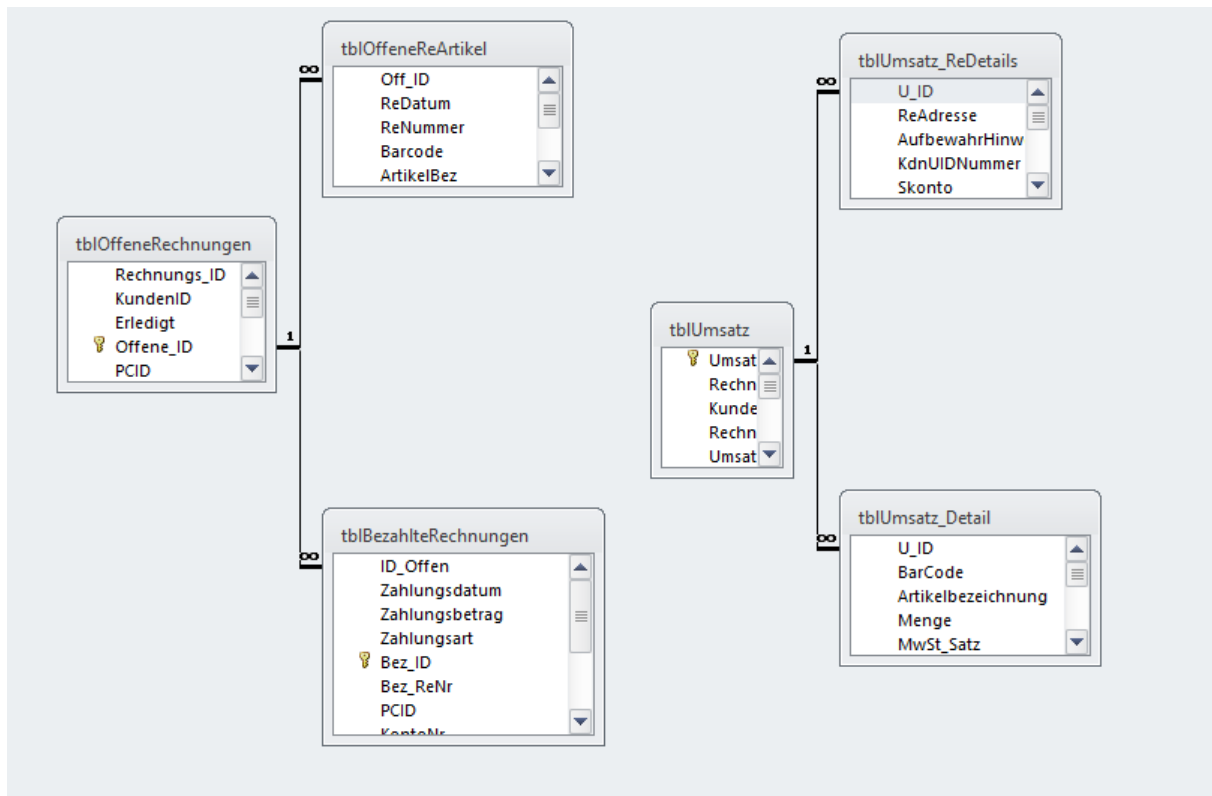 tblOffeneReArtikel
Off_ID
ReDatum
ReNummer
Barcode
ArtikelBez
∞
tblOffeneRechnungen
Rechnungs_ID
KundenID
Erledigt
Offene_ID
PCID
1
∞
tblBezahlteRechnungen
ID_Offen
Zahlungsdatum
Zahlungsbetrag
Zahlungsart
Bez_ID
Bez_ReNr
PCID
KontoNr
tblUmsatz_ReDetails
U_ID
ReAdresse
AufbewahrHinw
KdnUIDNummer
Skonto
∞
tblUmsatz
Umsat
Rechn
Kunde
Rechn
Umsat
1
∞
tblUmsatz_Detail
U_ID
BarCode
Artikelbezeichnung
Menge
MwSt_Satz